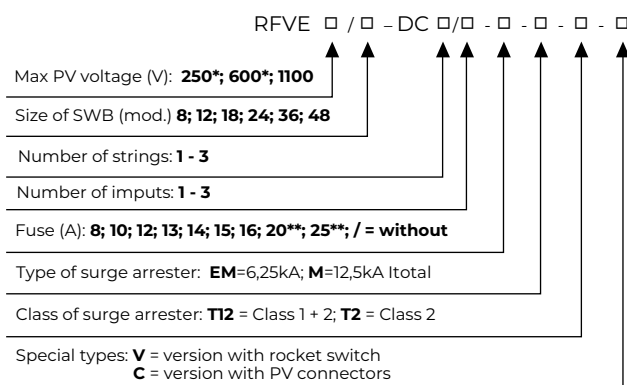 RFVE □ / □ – DC □/□ - □ - □ - □ - □
Max PV voltage (V): 250*; 600*; 1100
Size of SWB (mod.) 8; 12; 18; 24; 36; 48
Number of strings: 1 - 3
Number of imputs: 1 - 3
Fuse (A): 8; 10; 12; 13; 14; 15; 16; 20**; 25**; / = without
Type of surge arrester: EM=6,25kA; M=12,5kA Itotal
Class of surge arrester: T12 = Class 1 + 2; T2 = Class 2
Special types: V = version with rocket switch
C = version with PV connectors